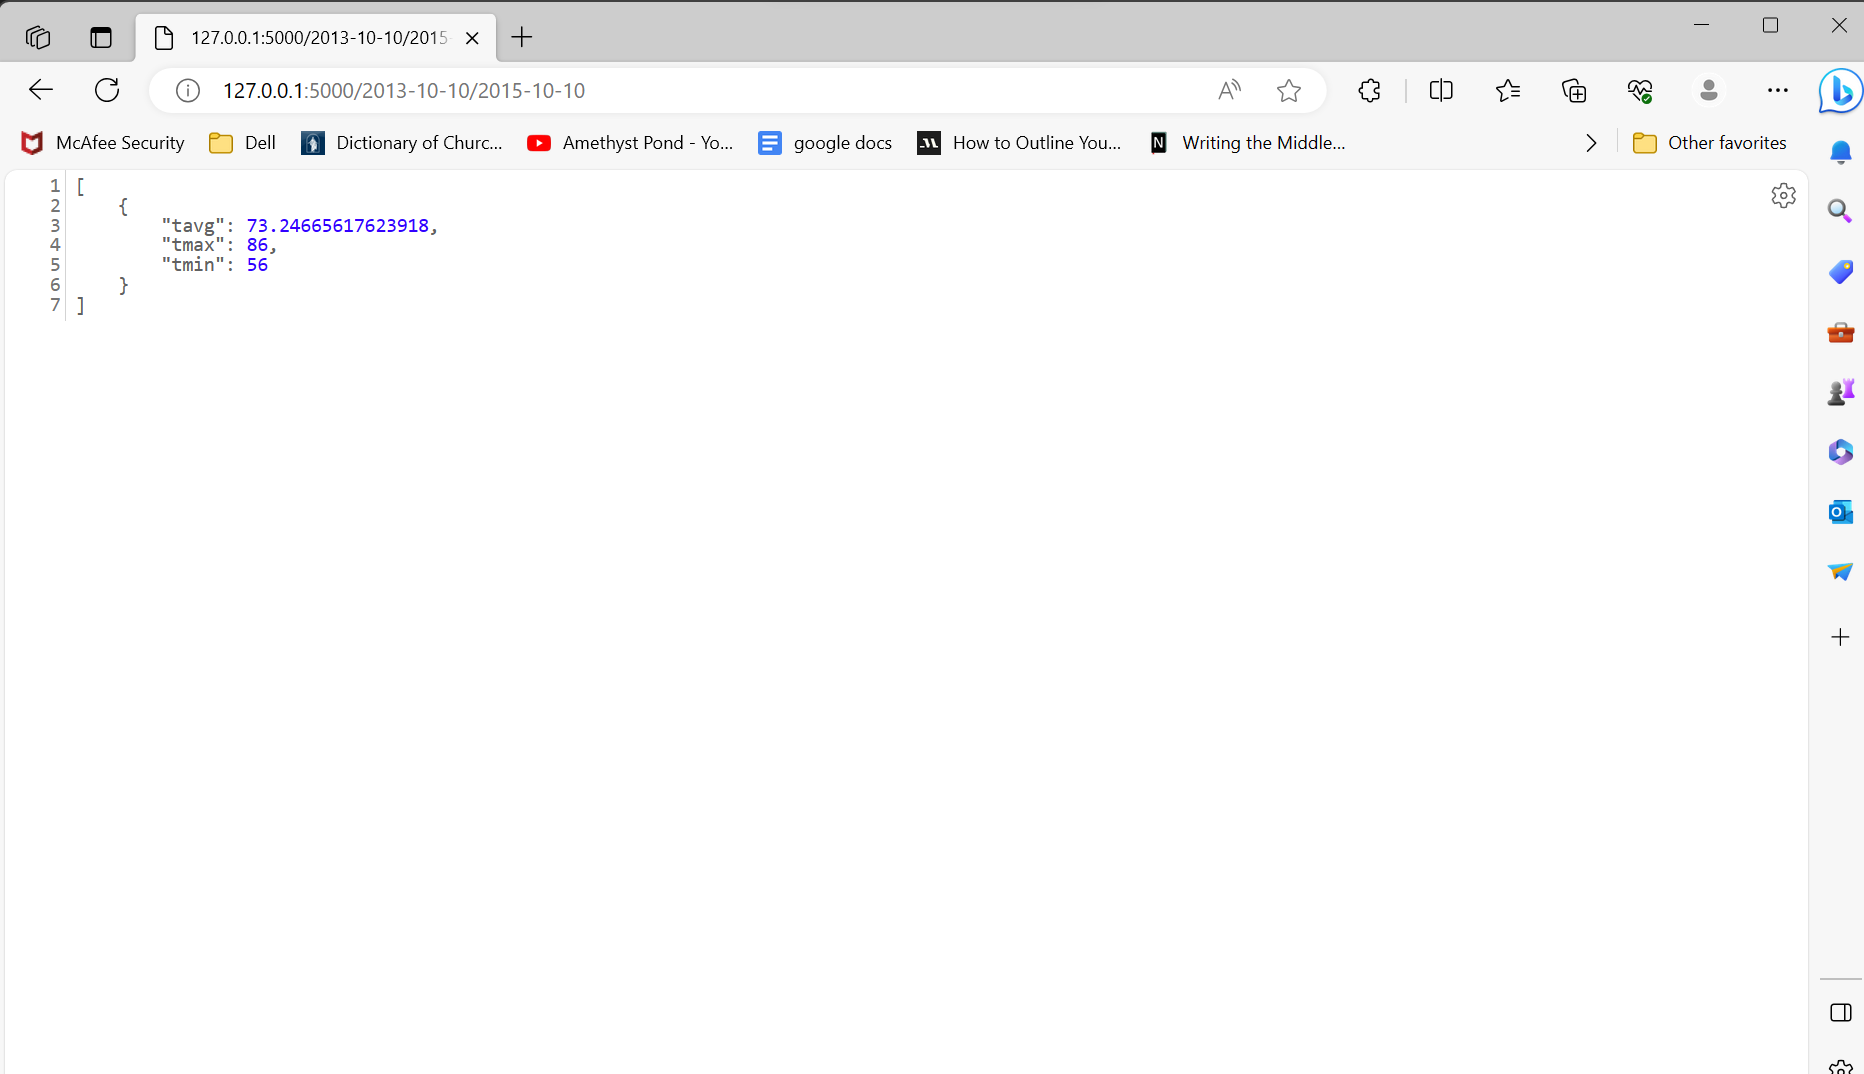 127.0.0.1:5000/2013-10-10/2015-
127.0.0.1:5000/2013-10-10/2015-10-10
McAfee Security Dell Dictionary of Churc... Amethyst Pond - Yo... google docs How to Outline You... Writing the Middle... Other favorites
1 [
2 {
3 "tavg": 73.24665617623918,
4 "tmax": 86,
5 "tmin": 56
6 }
7 ]